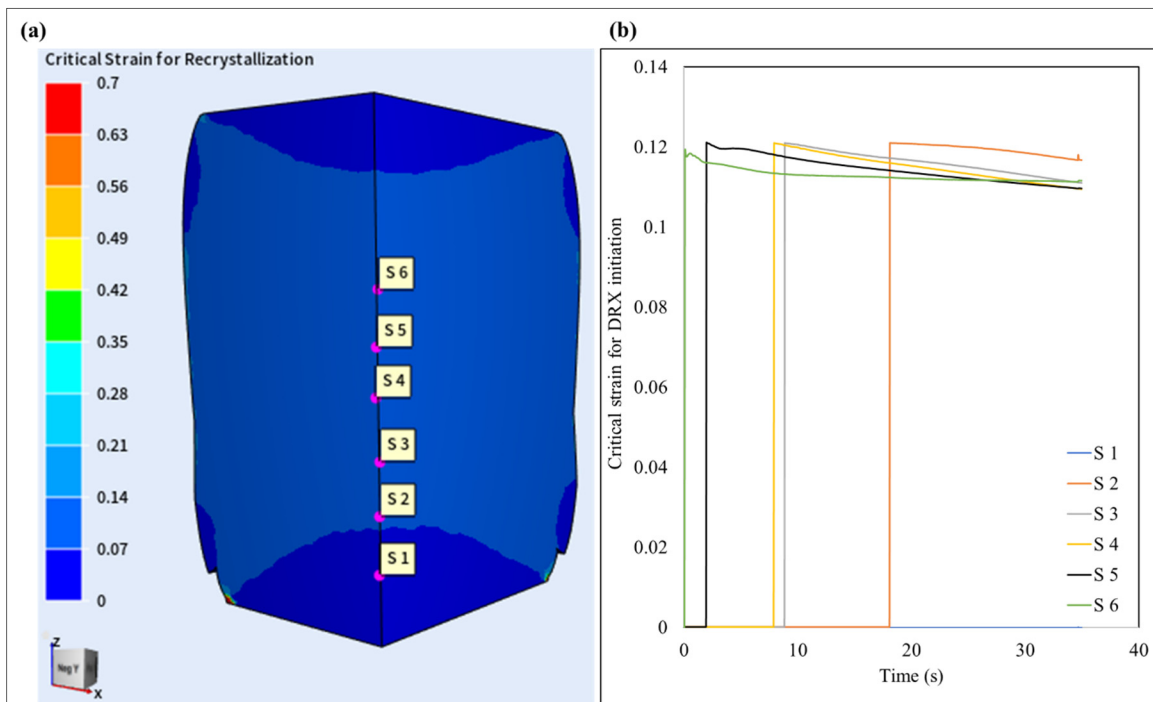 (a)
Critical Strain for Recrystallization
0.7
0.63
0.56
0.49
0.42
0.35
0.28
0.21
0.14
0.07
0
S 6
S 5
S 4
S 3
S 2
S 1
Z
Neg Y
X
(b)
Critical strain for DRX initiation
0.14
0.12
0.1
0.08
0.06
0.04
0.02
0
0
10
20
30
40
Time (s)
S 1
S 2
S 3
S 4
S 5
S 6